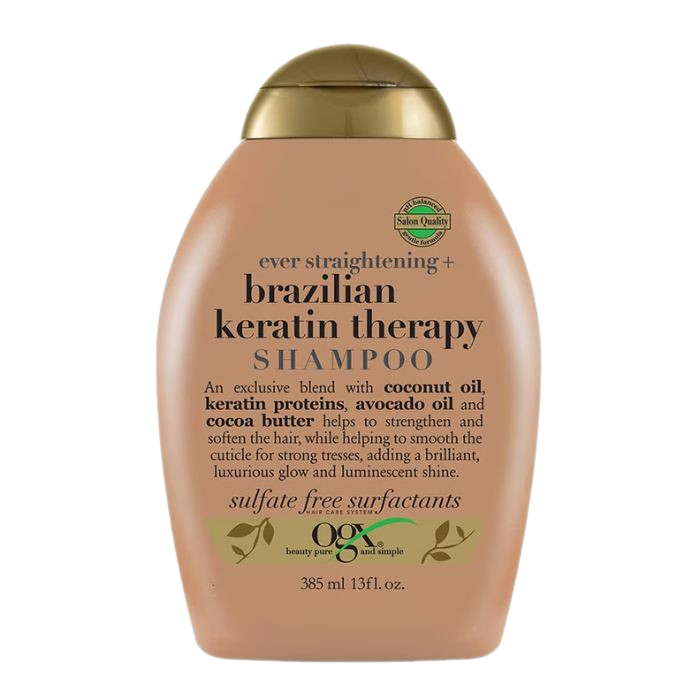 pH balanced
Salon Quality
gentle formula
ever straightening +
brazilian
keratin therapy
SHAMPOO
An exclusive blend with coconut oil,
keratin proteins, avocado oil and
cocoa butter helps to strengthen and
soften the hair, while helping to smooth the
cuticle for strong tresses, adding a brilliant,
luxurious glow and luminescent shine.
sulfate free surfactants
HAIR CARE SYSTEM
ogx®
beauty pure and simple
385 ml 13fl. oz.